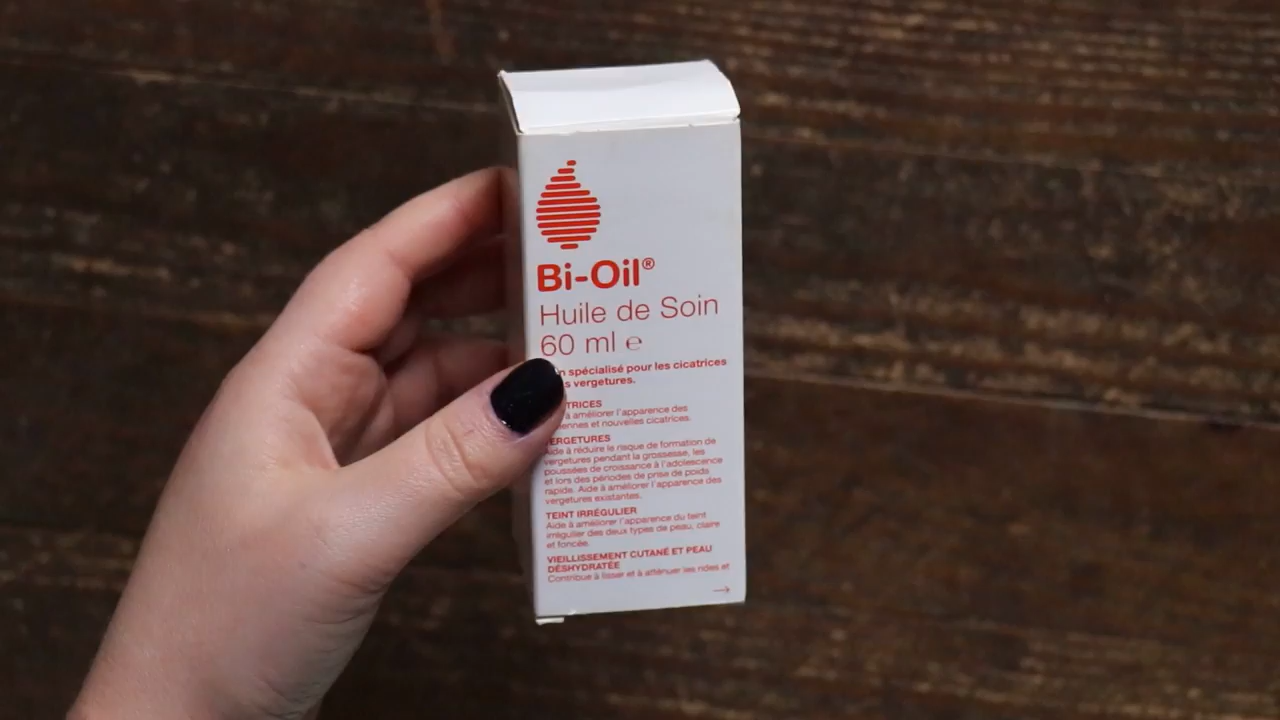 Bi-Oil®
Huile de Soin
60 ml ℮
spécialisé pour les cicatrices
vergetures.
à améliorer l'apparence des
et nouvelles cicatrices.
VERGETURES
Aide à réduire le risque de formation de
vergetures pendant la grossesse, les
poussées de croissance à l'adolescence
et lors des périodes de prise de poids
rapide. Aide à améliorer l'apparence des
vergetures existantes.
TEINT IRRÉGULIER
Aide à améliorer l'apparence du teint
irrégulier des deux types de peau, claire
et foncée.
VIEILLISSEMENT CUTANÉ ET PEAU
DÉSHYDRATÉE
Contribue à lisser et à atténuer les rides et
→